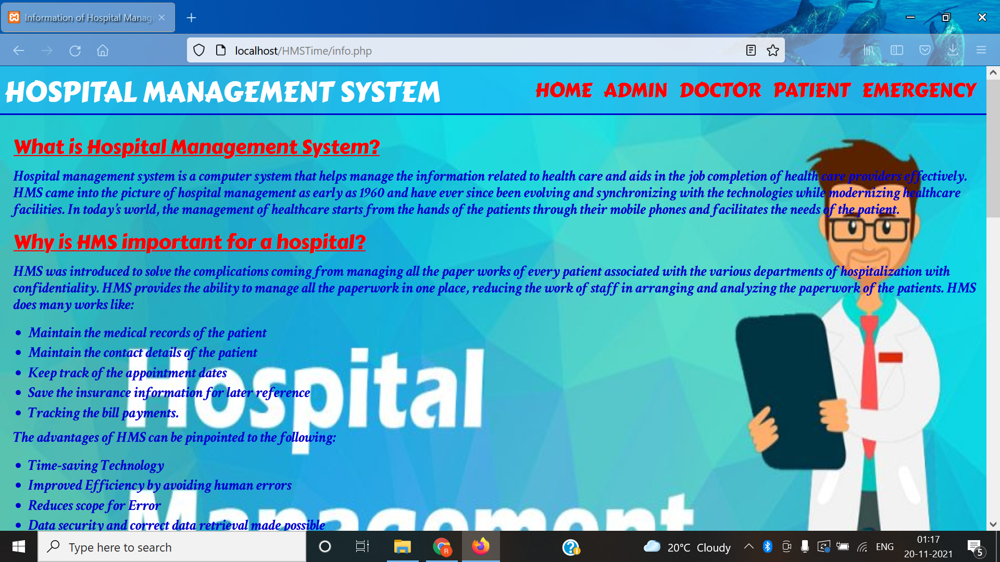 Information of Hospital Manage
localhost/HMSTime/info.php
HOSPITAL MANAGEMENT SYSTEM
HOME ADMIN DOCTOR PATIENT EMERGENCY
What is Hospital Management System?
Hospital management system is a computer system that helps manage the information related to health care and aids in the job completion of health care providers effectively.
HMS came into the picture of hospital management as early as 1960 and have ever since been evolving and synchronizing with the technologies while modernizing healthcare
facilities. In today’s world, the management of healthcare starts from the hands of the patients through their mobile phones and facilitates the needs of the patient.
Why is HMS important for a hospital?
HMS was introduced to solve the complications coming from managing all the paper works of every patient associated with the various departments of hospitalization with
confidentiality. HMS provides the ability to manage all the paperwork in one place, reducing the work of staff in arranging and analyzing the paperwork of the patients. HMS
does many works like:
• Maintain the medical records of the patient
• Maintain the contact details of the patient
• Keep track of the appointment dates
• Save the insurance information for later reference
• Tracking the bill payments.
Hospital
The advantages of HMS can be pinpointed to the following:
• Time-saving Technology
• Improved Efficiency by avoiding human errors
• Reduces scope for Error
• Data security and correct data retrieval made possible
Management
Type here to search
R
20°C Cloudy
ENG
01:17
20-11-2021
5